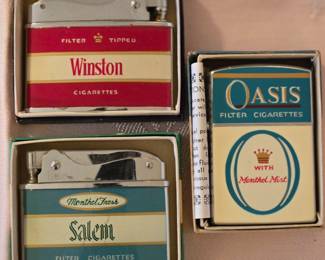 FILTER TIPPED
Winston
CIGARETTES
OASIS
FILTER CIGARETTES
WITH
Menthol Mist
Menthol Fresh
Salem
FILTER CIGARETTES